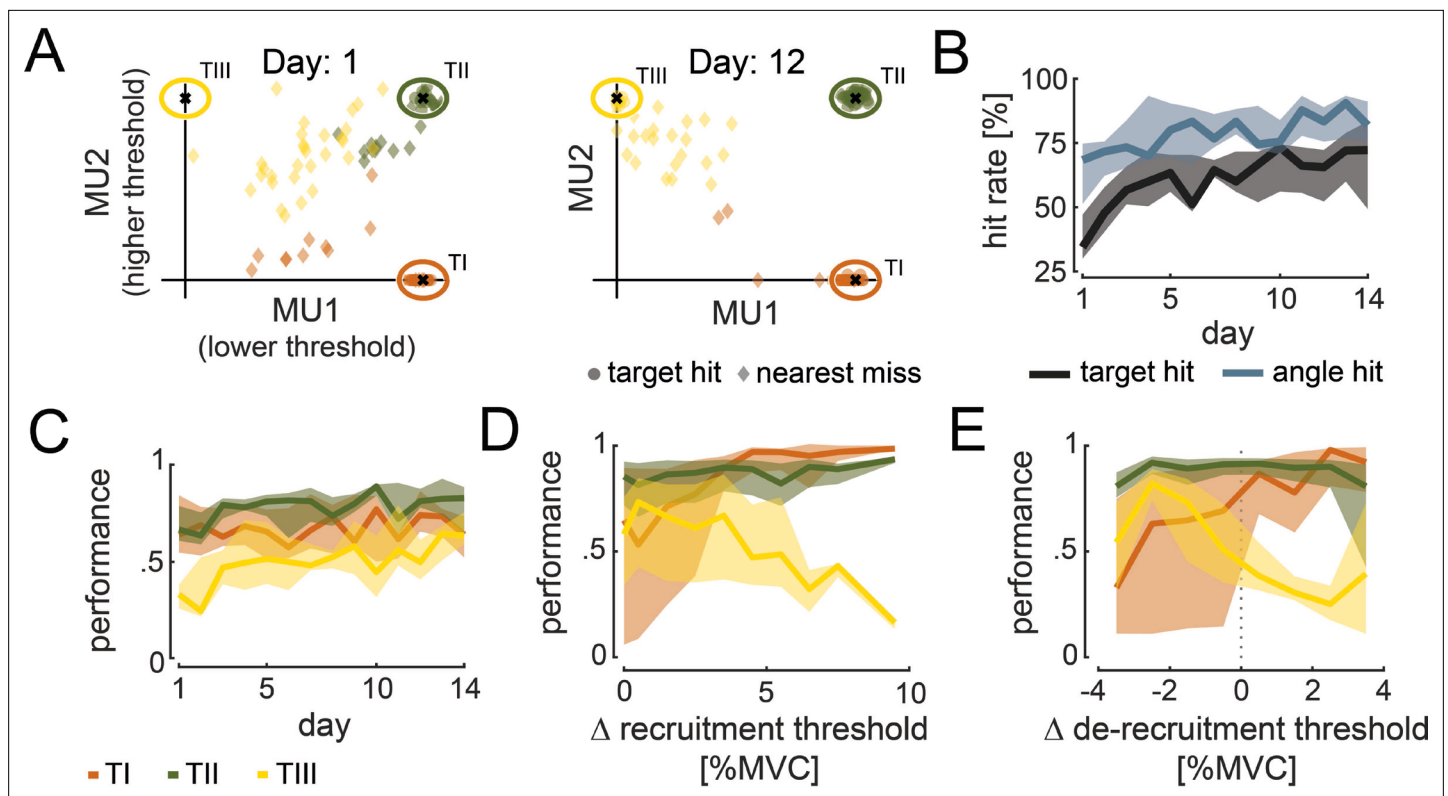 A
Day: 1
Day: 12
TIII
TII
TI
MU2
(higher threshold)
MU1
(lower threshold)
TIII
TII
TI
MU2
MU1
● target hit ◆ nearest miss
B
hit rate [%]
100
75
50
25
1 5 10 14
day
target hit angle hit
C
performance
1
.5
0
1 5 10 14
day
TI TII TIII
D
performance
1
.5
0
0 5 10
Δ recruitment threshold
[%MVC]
E
performance
1
.5
0
-4 -2 0 2 4
Δ de-recruitment threshold
[%MVC]